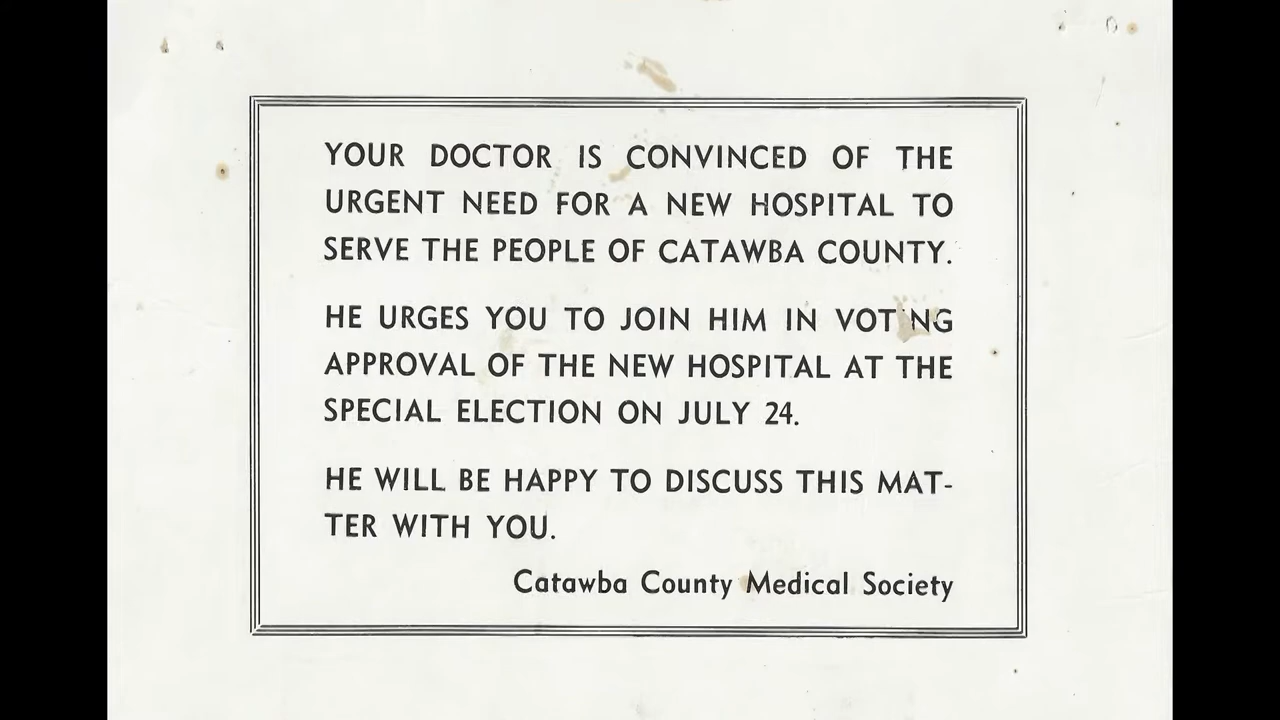 YOUR DOCTOR IS CONVINCED OF THE
URGENT NEED FOR A NEW HOSPITAL TO
SERVE THE PEOPLE OF CATAWBA COUNTY.
HE URGES YOU TO JOIN HIM IN VOTING
APPROVAL OF THE NEW HOSPITAL AT THE
SPECIAL ELECTION ON JULY 24.
HE WILL BE HAPPY TO DISCUSS THIS MAT-
TER WITH YOU.
Catawba County Medical Society